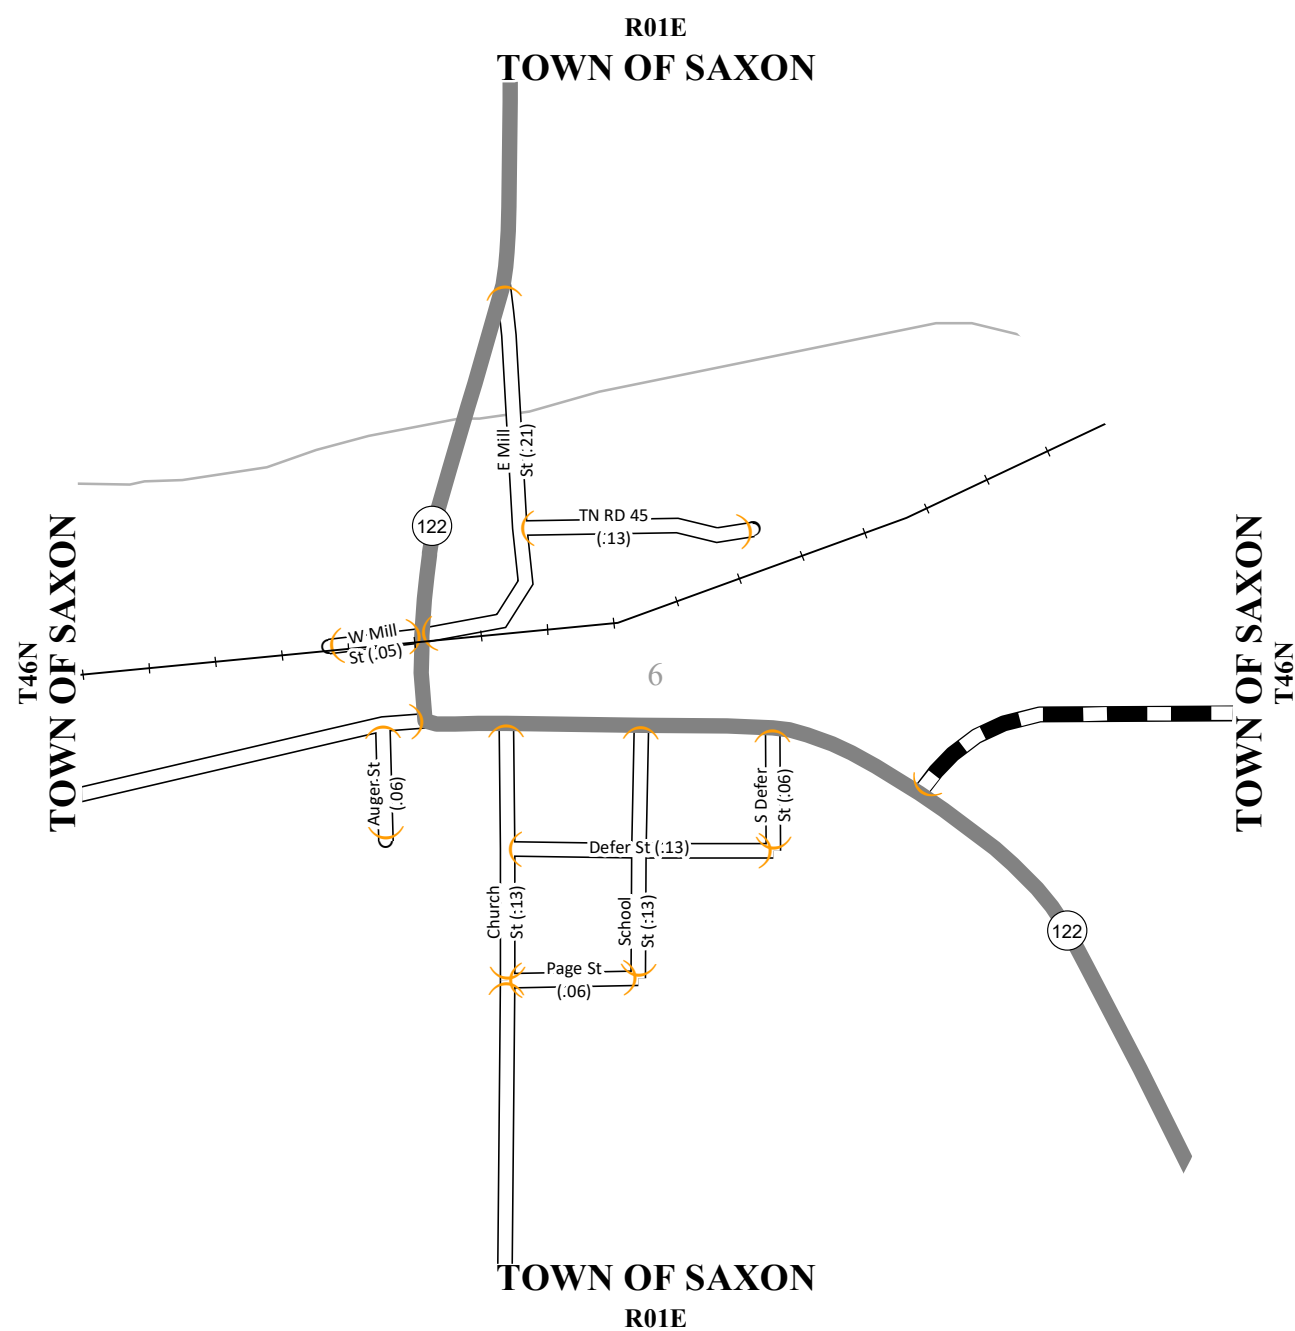 R01E
TOWN OF SAXON
E Mill
St (.21)
TN RD 45
(.13)
122
W Mill
St (.05)
T46N
TOWN OF SAXON
6
TOWN OF SAXON
T46N
Auger St
(.06)
S Defer
St (.06)
Defer St (.13)
Church
St (.13)
School
St (.13)
122
Page St
(.06)
TOWN OF SAXON
R01E